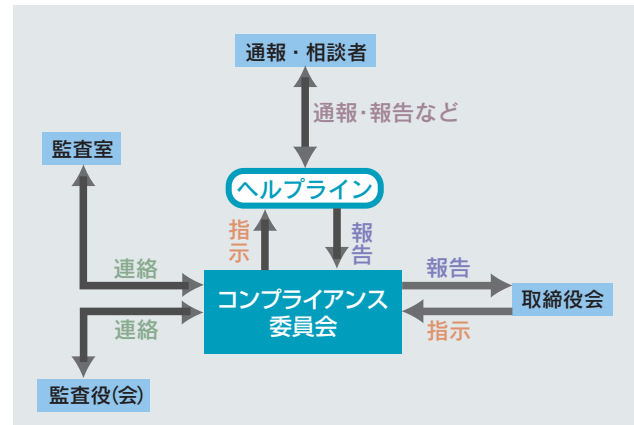 通報・相談者
通報・報告など
監査室
ヘルプライン
指示
報告
連絡
コンプライアンス
委員会
報告
取締役会
連絡
指示
監査役(会)